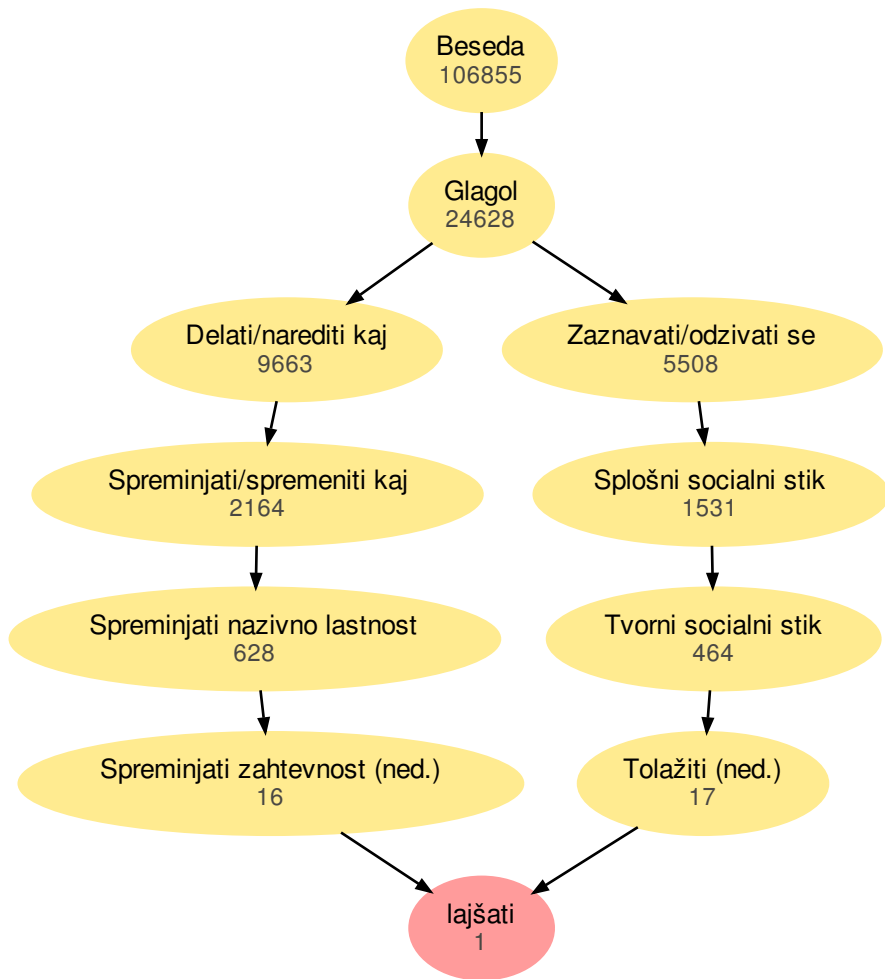 Beseda
106855
Glagol
24628
Delati/narediti kaj
9663
Zaznavati/odzivati se
5508
Spreminjati/spremeniti kaj
2164
Splošni socialni stik
1531
Spreminjati nazivno lastnost
628
Tvorni socialni stik
464
Spreminjati zahtevnost (ned.)
16
Tolažiti (ned.)
17
lajšati
1